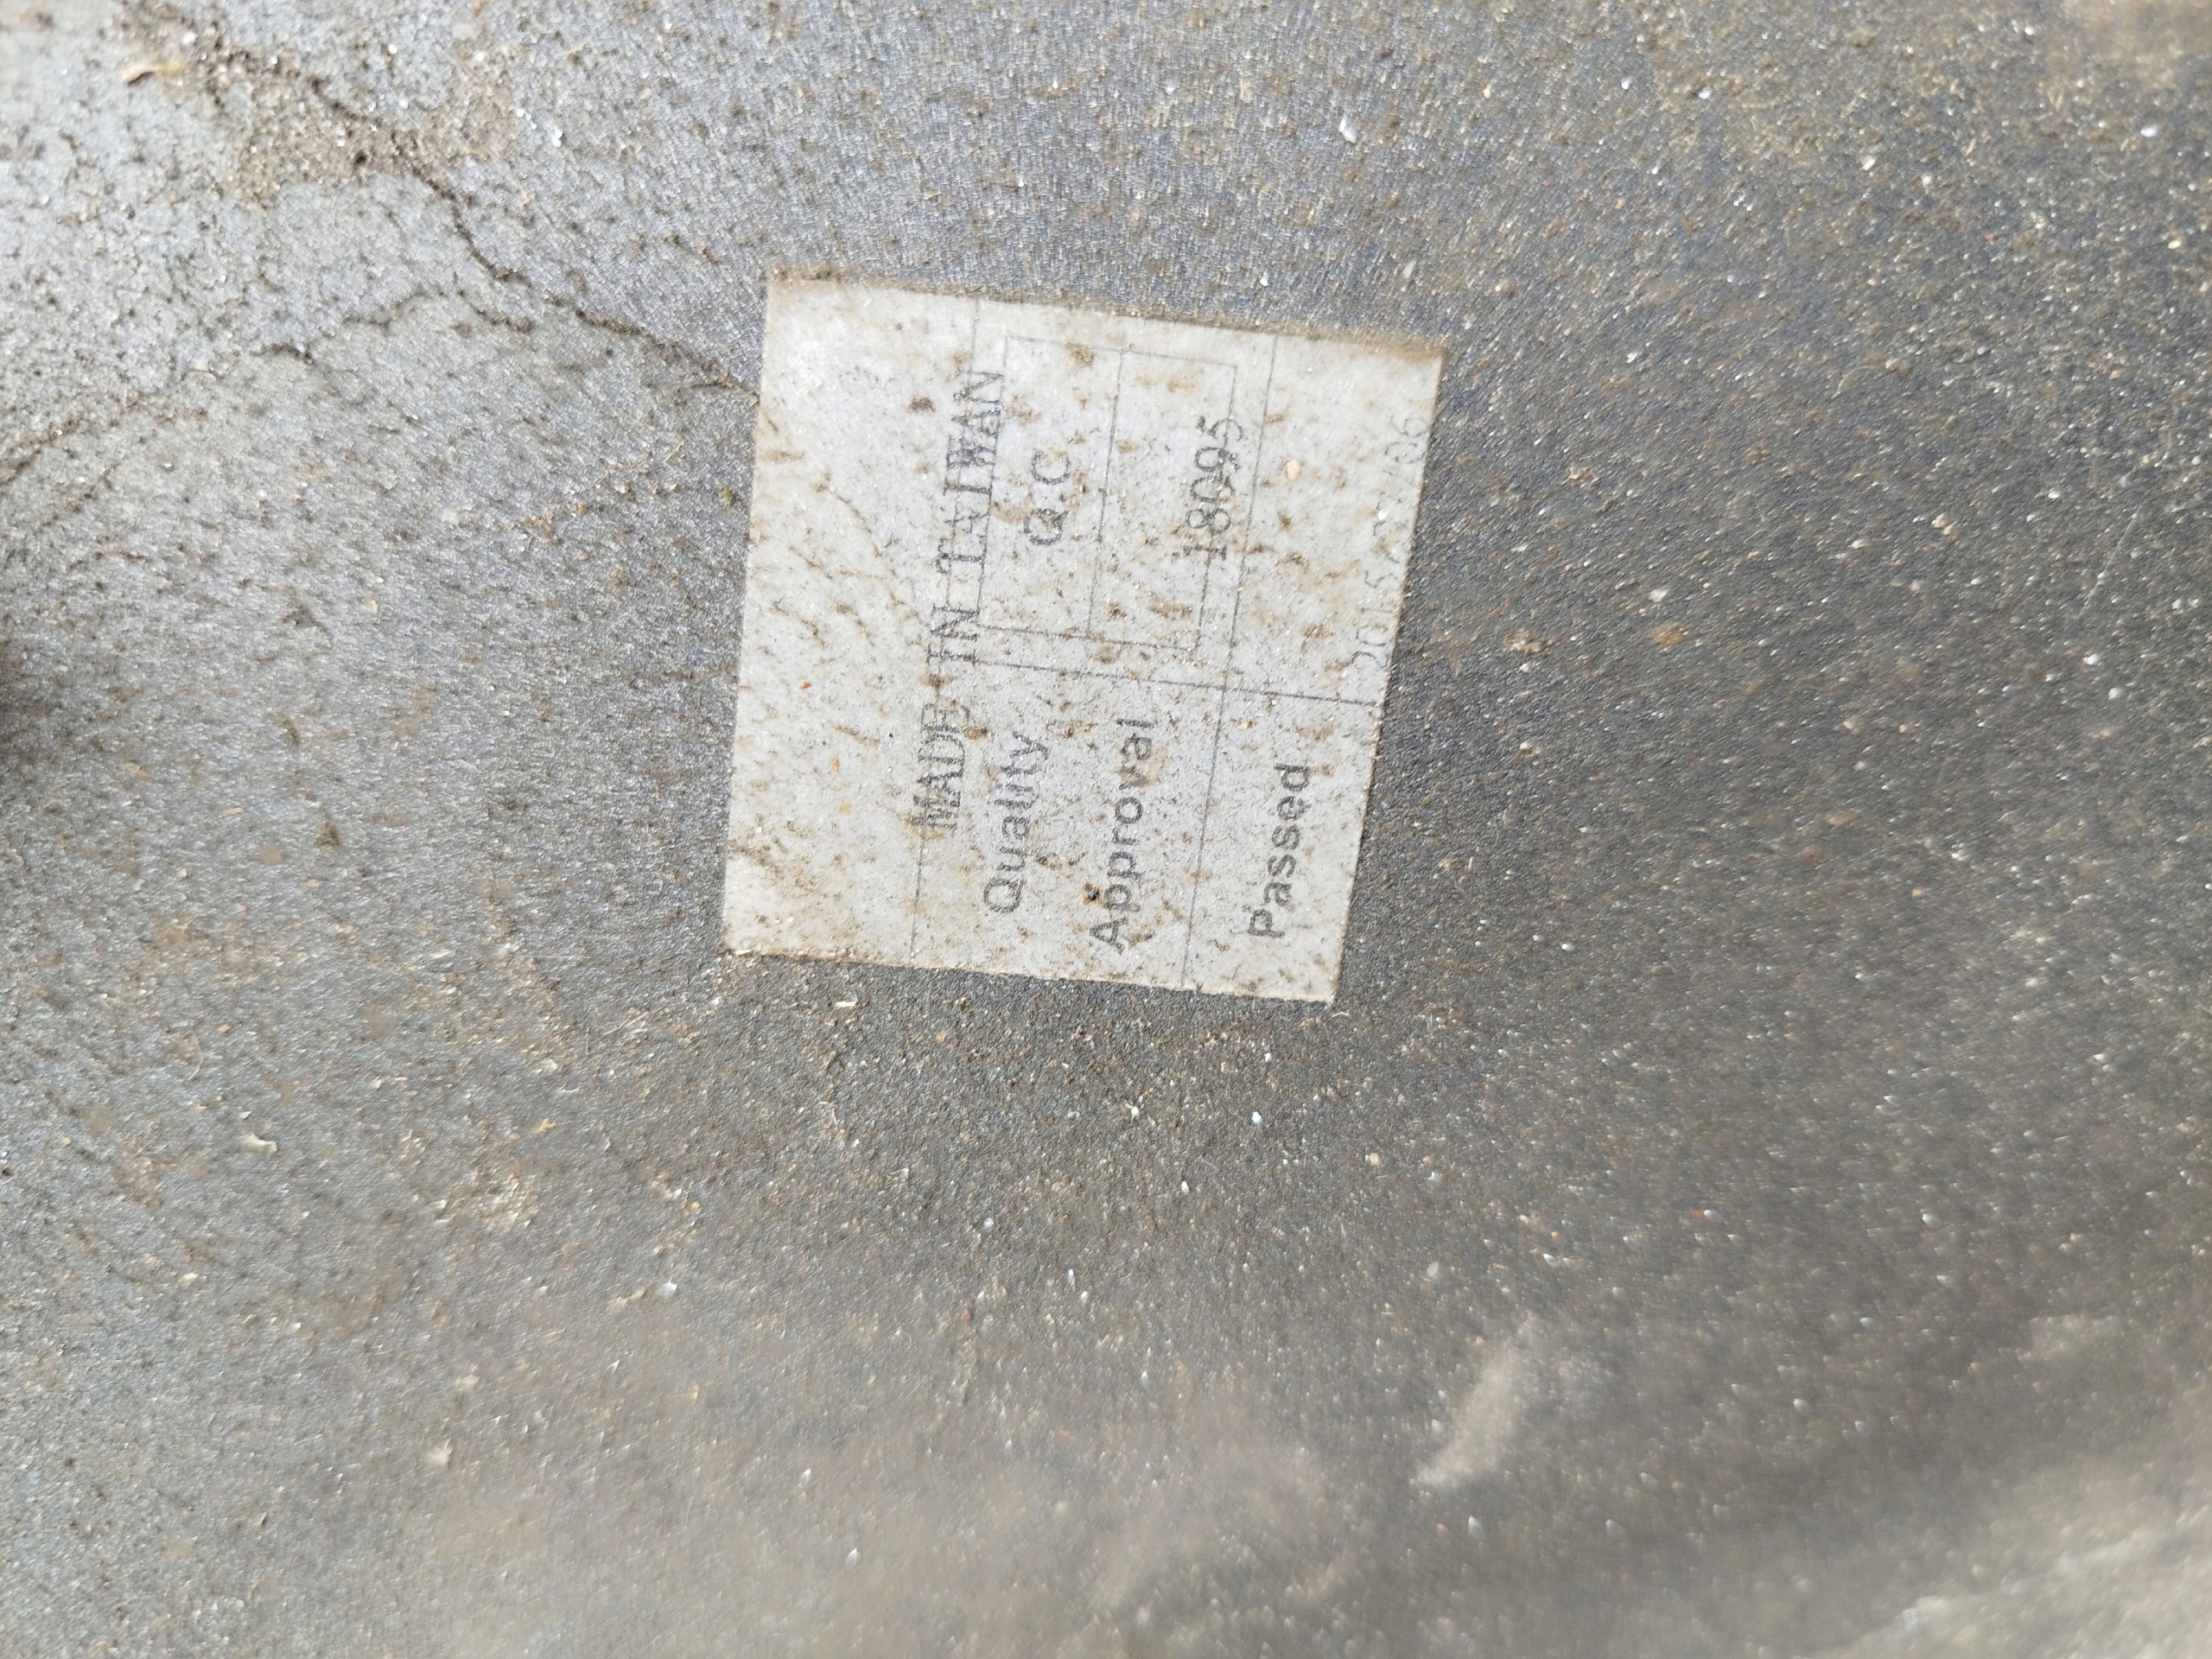 MADE IN TAIWAN
Quality
Approval
Q.C
18095
Passed